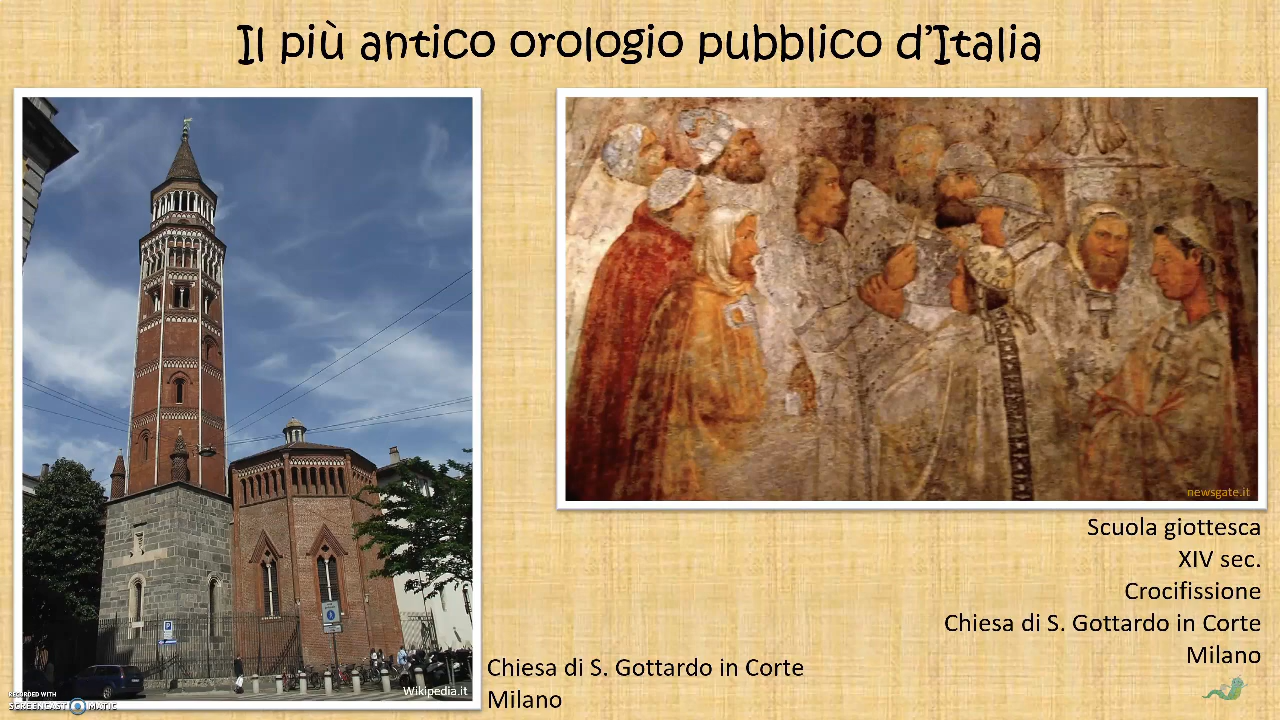 Il più antico orologio pubblico d'Italia
newsgate.it
Scuola giottesca
XIV sec.
Crocifissione
Chiesa di S. Gottardo in Corte
Milano
Wikipedia.it
Chiesa di S. Gottardo in Corte
Milano
RECORDED WITH
SCREENCAST MATIC